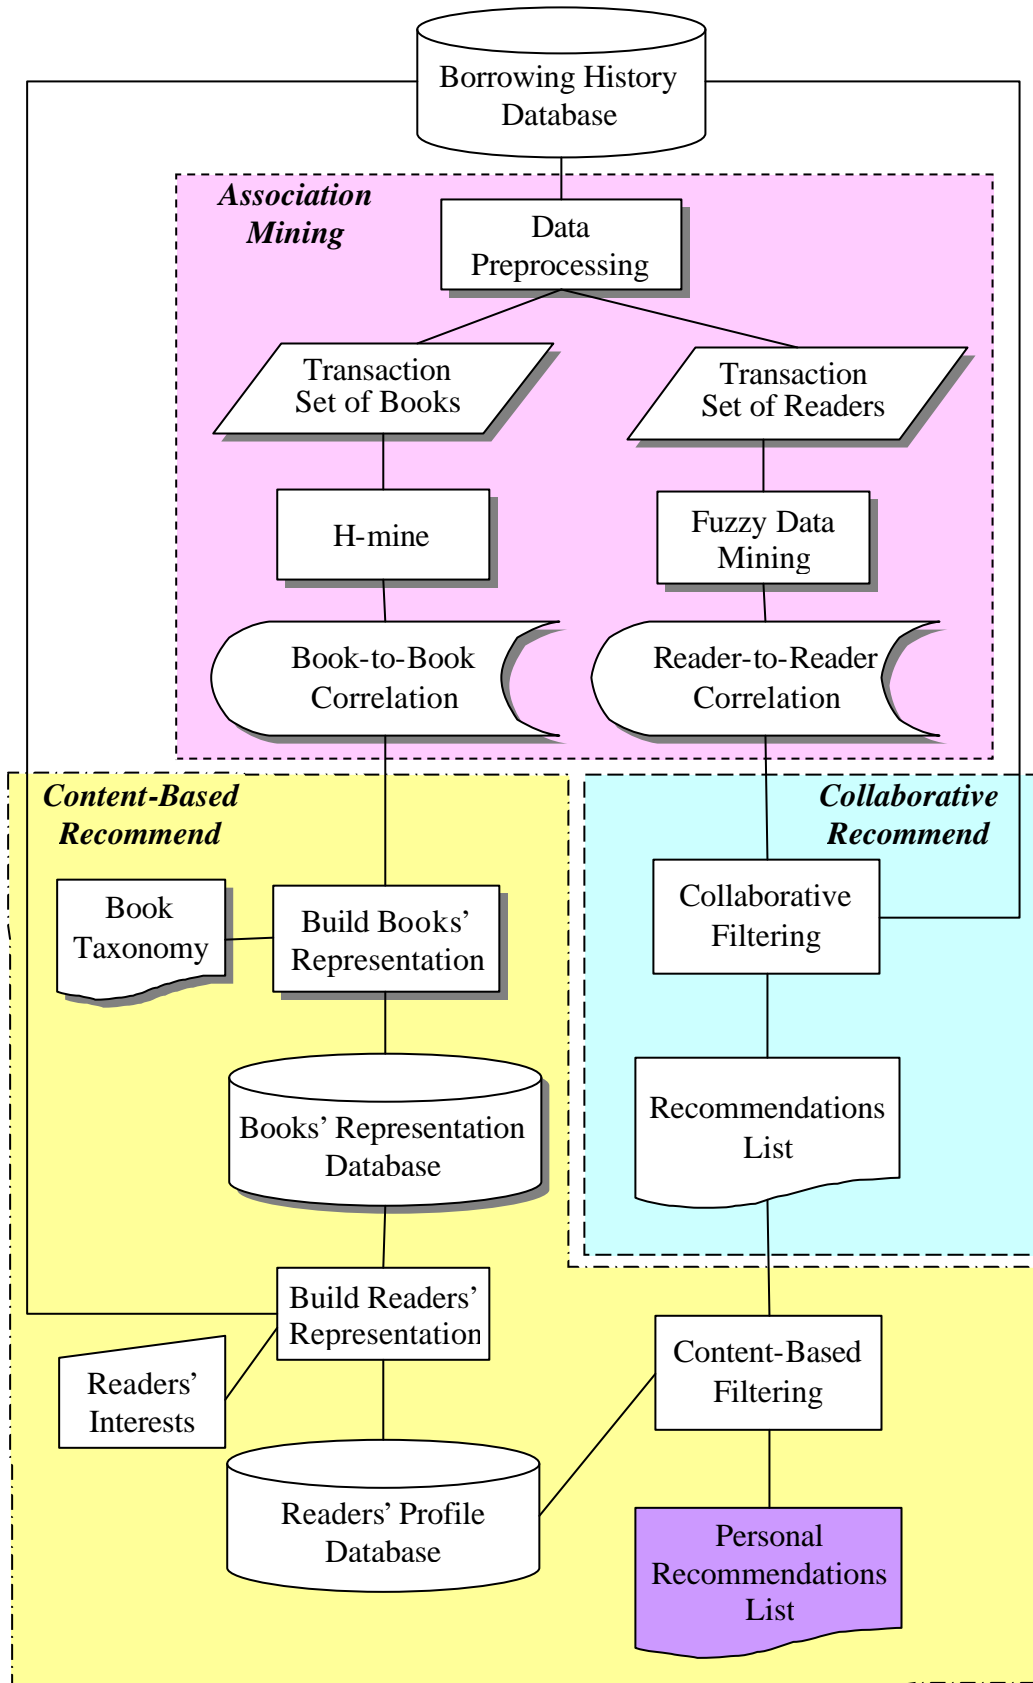 Borrowing History
Database
Association
Mining
Data
Preprocessing
Transaction
Set of Books
Transaction
Set of Readers
H-mine
Fuzzy Data
Mining
Book-to-Book
Correlation
Reader-to-Reader
Correlation
Content-Based
Recommend
Collaborative
Recommend
Book
Taxonomy
Build Books’
Representation
Collaborative
Filtering
Books’ Representation
Database
Recommendations
List
Build Readers’
Representation
Readers’
Interests
Content-Based
Filtering
Readers’ Profile
Database
Personal
Recommendations
List